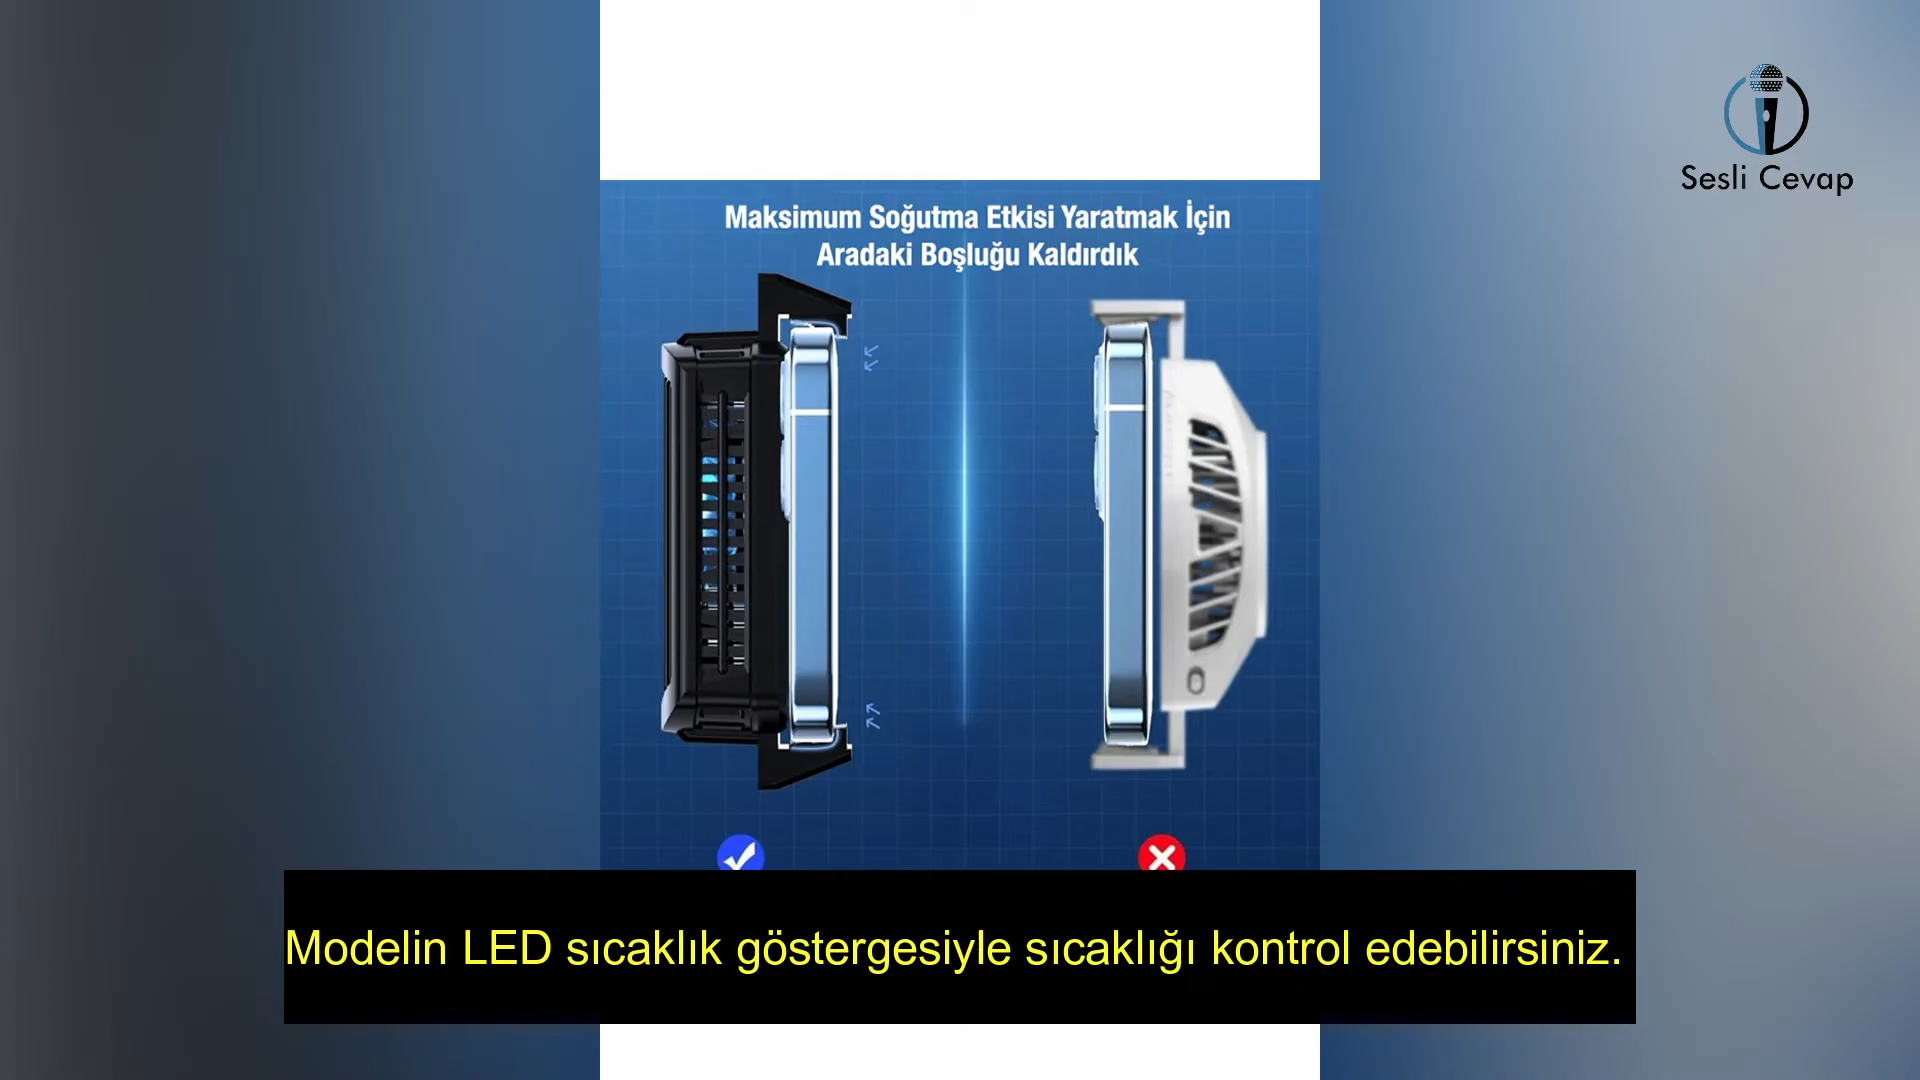 Sesli Cevap
Maksimum Soğutma Etkisi Yaratmak İçin
Aradaki Boşluğu Kaldırdık
Modelin LED sıcaklık göstergesiyle sıcaklığı kontrol edebilirsiniz.